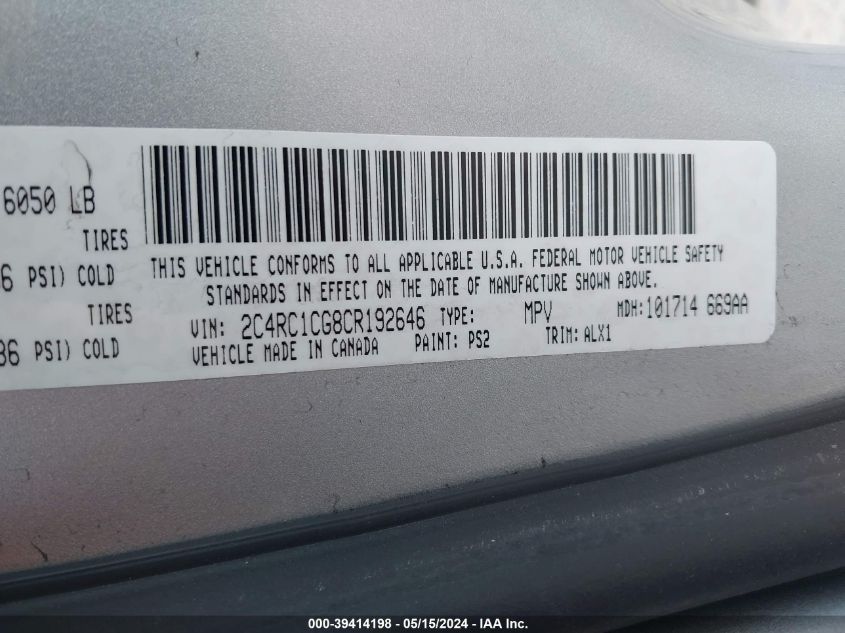 6050 LB
TIRES
6 PSI) COLD
TIRES
36 PSI) COLD
THIS VEHICLE CONFORMS TO ALL APPLICABLE U.S.A. FEDERAL MOTOR VEHICLE SAFETY
STANDARDS IN EFFECT ON THE DATE OF MANUFACTURE SHOWN ABOVE.
VIN: 2C4RC1CG8CR192646 TYPE: MPV MDH: 101714 669AA
VEHICLE MADE IN CANADA PAINT: PS2 TRIM: ALX1
000-39414198 - 05/15/2024 - IAA Inc.